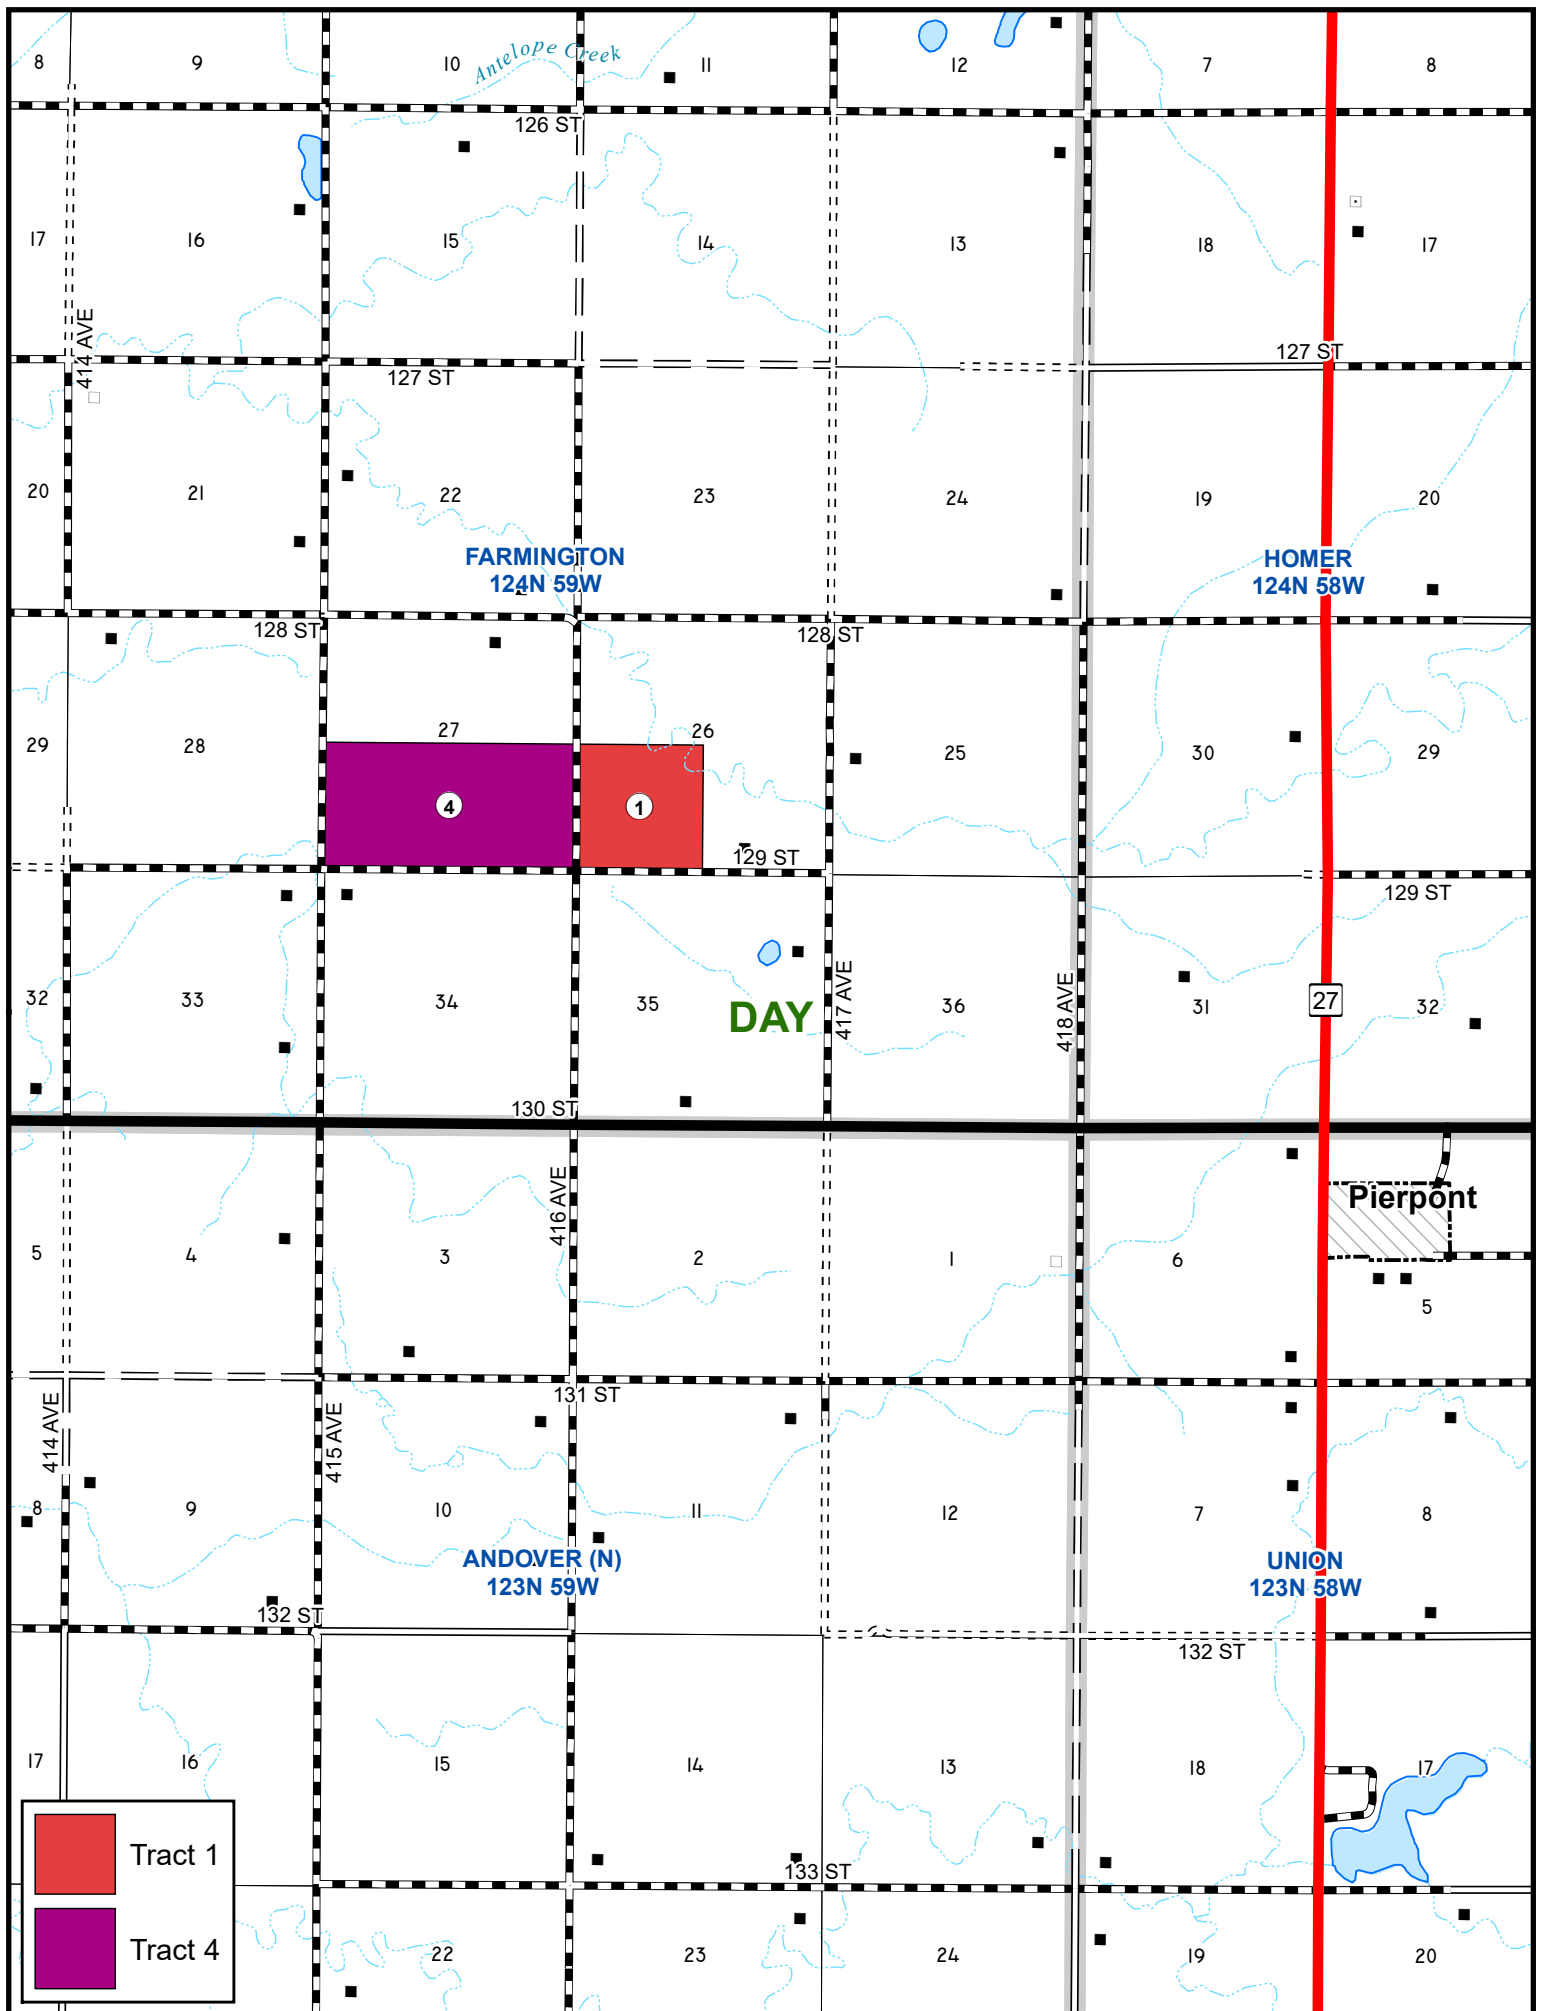 8
9
10
Antelope Creek
11
12
7
8
126 ST
17
16
15
14
13
18
17
414 AVE
127 ST
127 ST
20
21
22
23
24
19
20
FARMINGTON
124N 59W
HOMER
124N 58W
128 ST
128 ST
29
28
27
26
25
30
29
4
1
129 ST
129 ST
32
33
34
35
DAY
417 AVE
36
418 AVE
31
27
32
130 ST
Pierpont
416 AVE
5
4
3
2
1
6
5
131 ST
414 AVE
415 AVE
8
9
10
11
12
7
8
ANDOVER (N)
123N 59W
UNION
123N 58W
132 ST
132 ST
17
16
15
14
13
18
17
Tract 1
133 ST
Tract 4
22
23
24
19
20